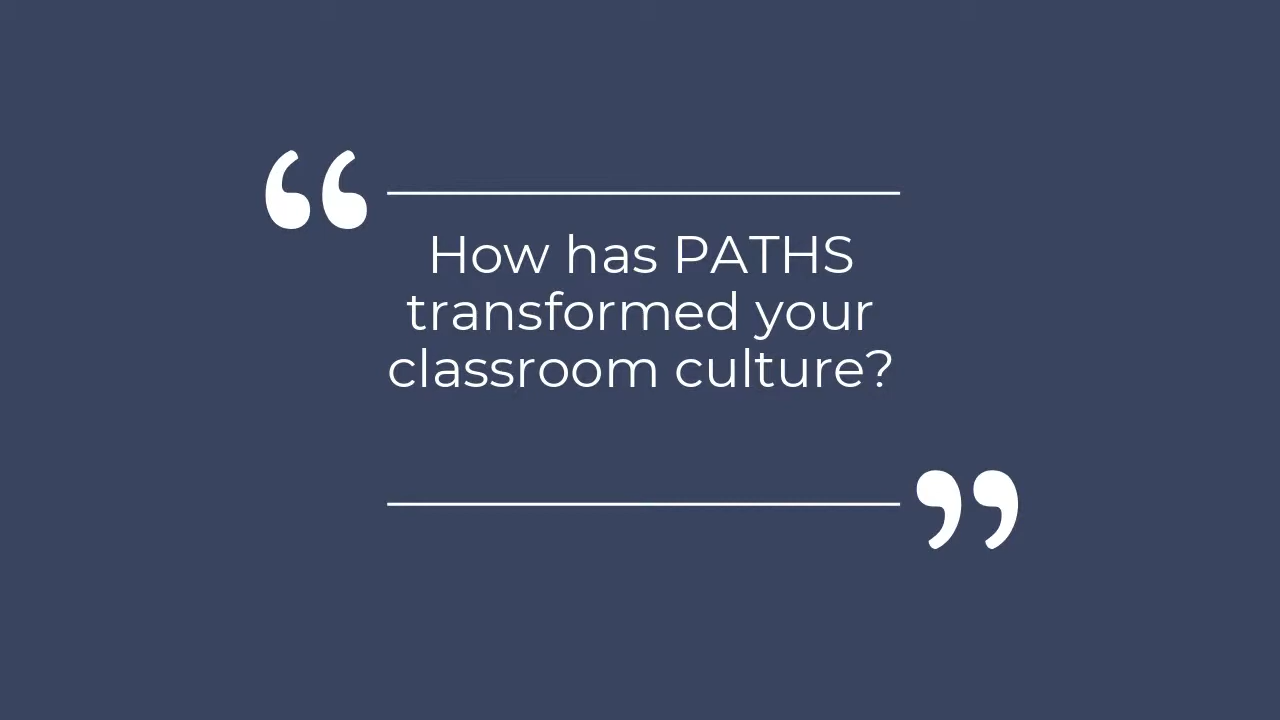 “
How has PATHS
transformed your
classroom culture?
”